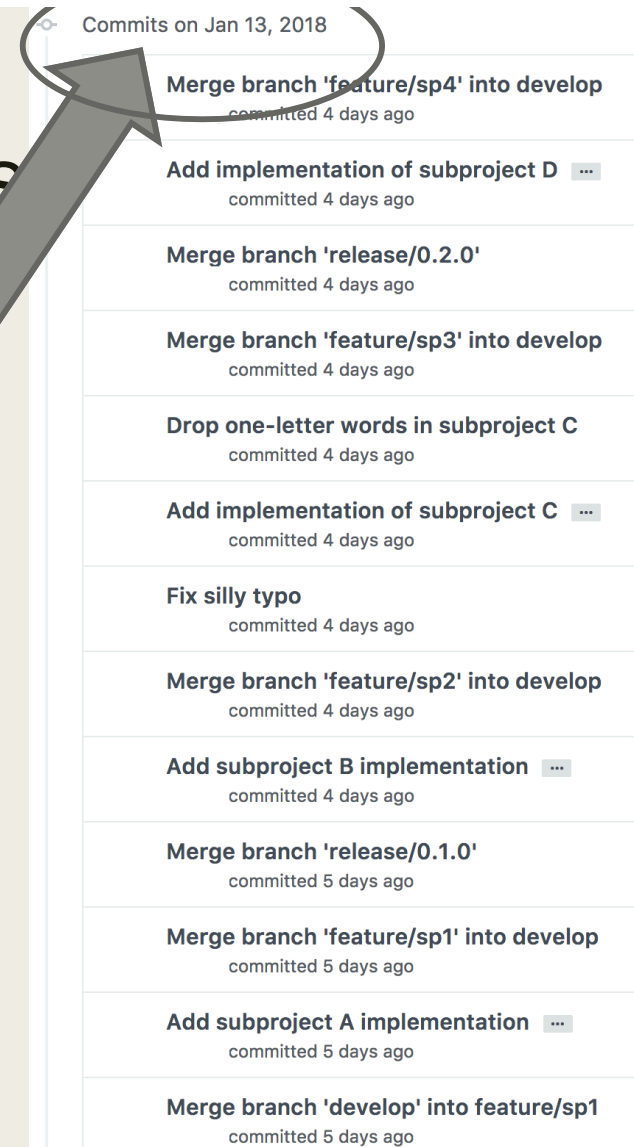 Commits on Jan 13, 2018
Merge branch 'feature/sp4' into develop
committed 4 days ago
Add implementation of subproject D ...
committed 4 days ago
Merge branch 'release/0.2.0'
committed 4 days ago
Merge branch 'feature/sp3' into develop
committed 4 days ago
Drop one-letter words in subproject C
committed 4 days ago
Add implementation of subproject C ...
committed 4 days ago
Fix silly typo
committed 4 days ago
Merge branch 'feature/sp2' into develop
committed 4 days ago
Add subproject B implementation ...
committed 4 days ago
Merge branch 'release/0.1.0'
committed 5 days ago
Merge branch 'feature/sp1' into develop
committed 5 days ago
Add subproject A implementation ...
committed 5 days ago
Merge branch 'develop' into feature/sp1
committed 5 days ago